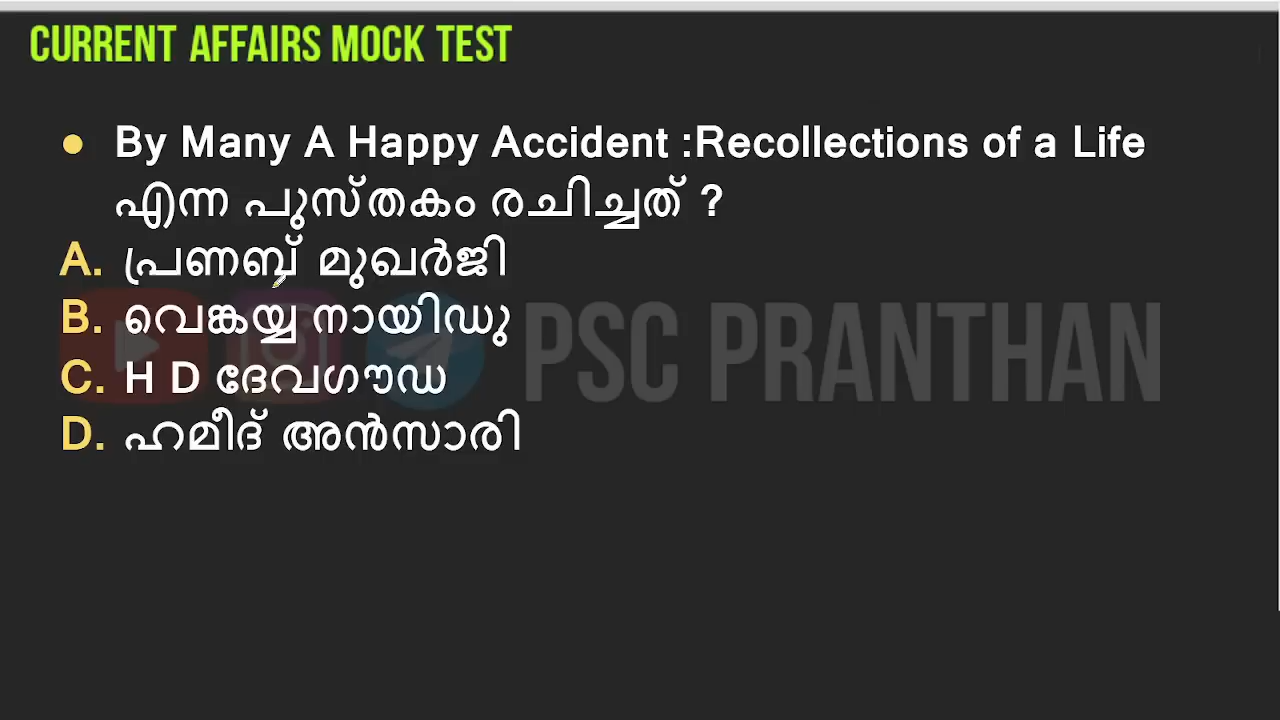 CURRENT AFFAIRS MOCK TEST
• By Many A Happy Accident :Recollections of a Life
എന്ന പുസ്തകം രചിച്ചത് ?
A. പ്രണബ് മുഖർജി
B. വെങ്കയ്യ നായിഡു
C. H D ദേവഗൗഡ
D. ഹമീദ് അൻസാരി
PSC PRANTHAN